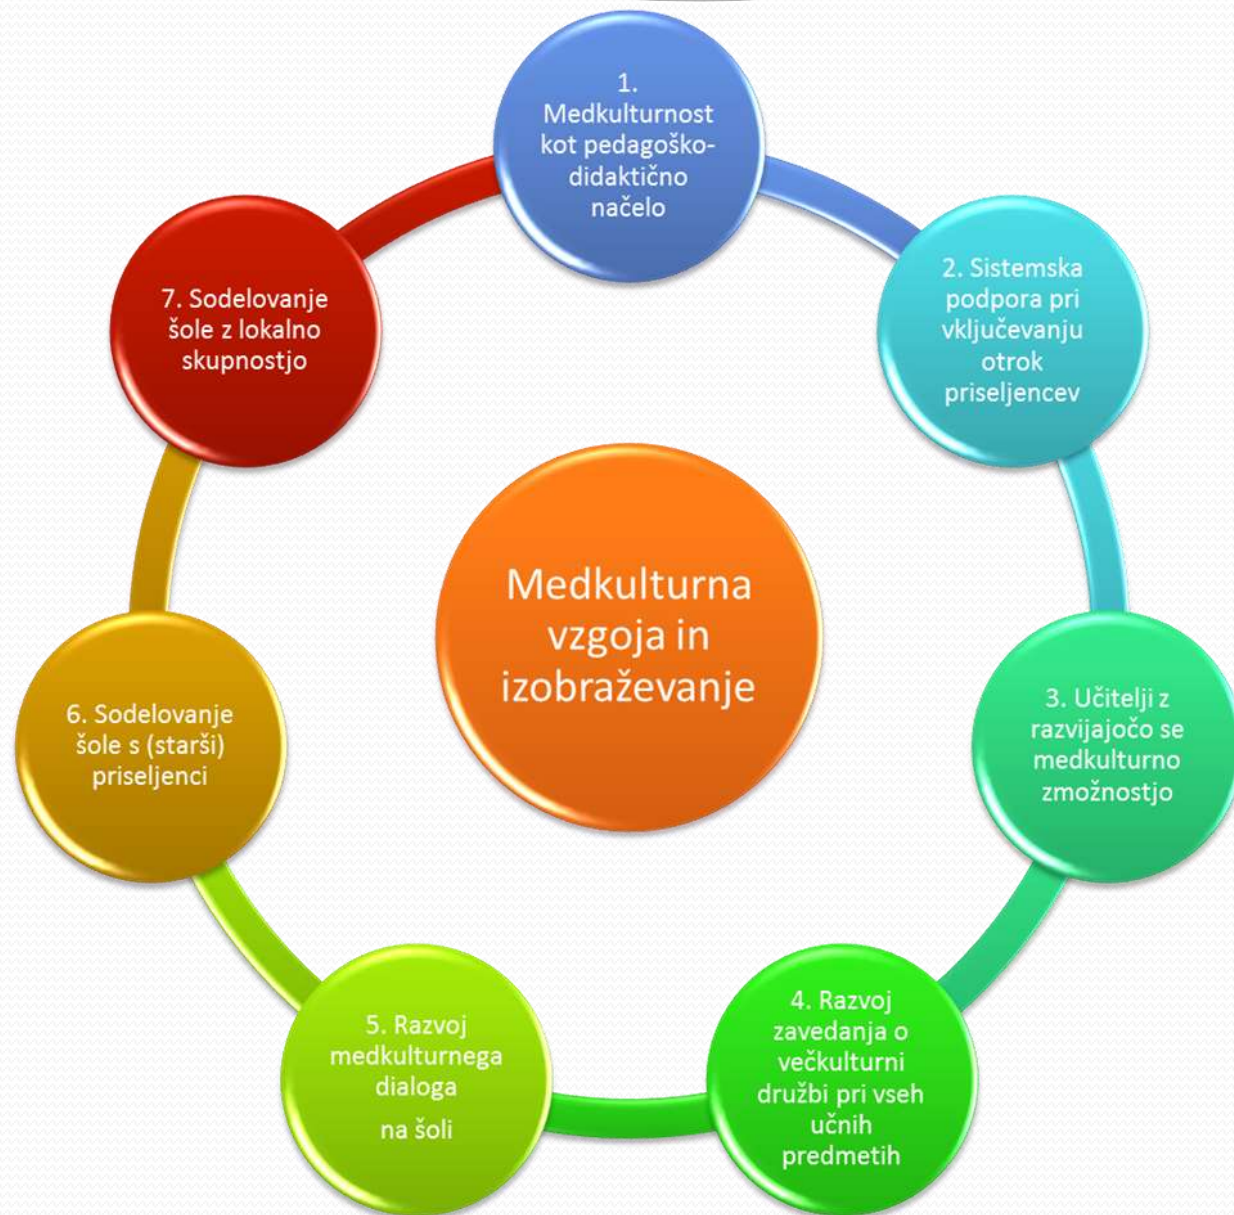 1.
Medkulturnost
kot pedagoško-
didaktično
načelo
2. Sistemska
podpora pri
vključevanju
otrok
priseljencev
3. Učitelji z
razvijajočo se
medkulturno
zmožnostjo
4. Razvoj
zavedanja o
večkulturni
družbi pri vseh
učnih
predmetih
5. Razvoj
medkulturnega
dialoga
na šoli
6. Sodelovanje
šole s (starši)
priseljenci
7. Sodelovanje
šole z lokalno
skupnostjo
Medkulturna
vzgoja in
izobraževanje